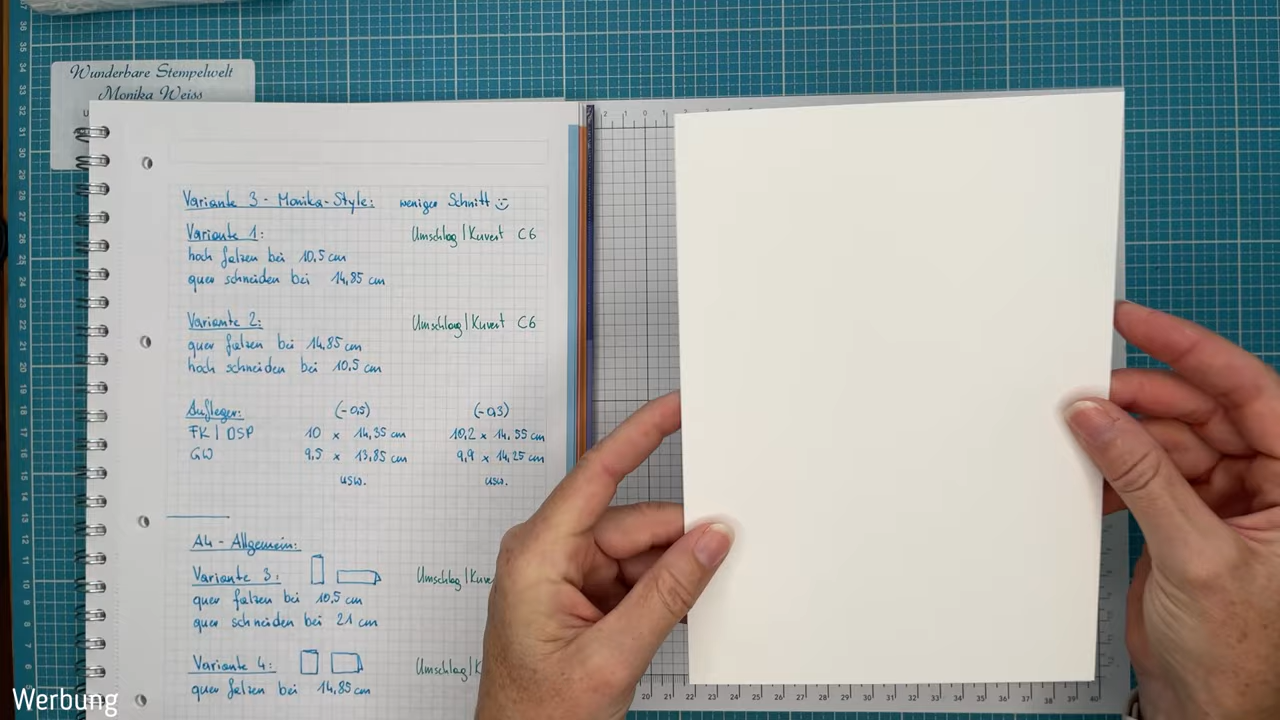 Wunderbare Stempelwelt
Monika Weiss
Variante 3 - Monika-Style: weniger Schnitt
Variante 1: Umschlag/Kuvert C6
hoch falzen bei 10,5 cm
quer schneiden bei 14,85 cm
Variante 2: Umschlag/Kuvert C6
quer falzen bei 14,85 cm
hoch schneiden bei 10,5 cm
Aufleger: (-0,5) (-0,3)
FK/DSP 10 x 14,35 cm 10,2 x 14,55 cm
GW 9,5 x 13,85 cm 9,9 x 14,25 cm
usw. usw.
A4-Allgemein:
Variante 3: Umschlag/Kuve
quer falzen bei 10,5 cm
quer schneiden bei 21 cm
Variante 4: Umschlag/K
quer falzen bei 14,85 cm
Werbung